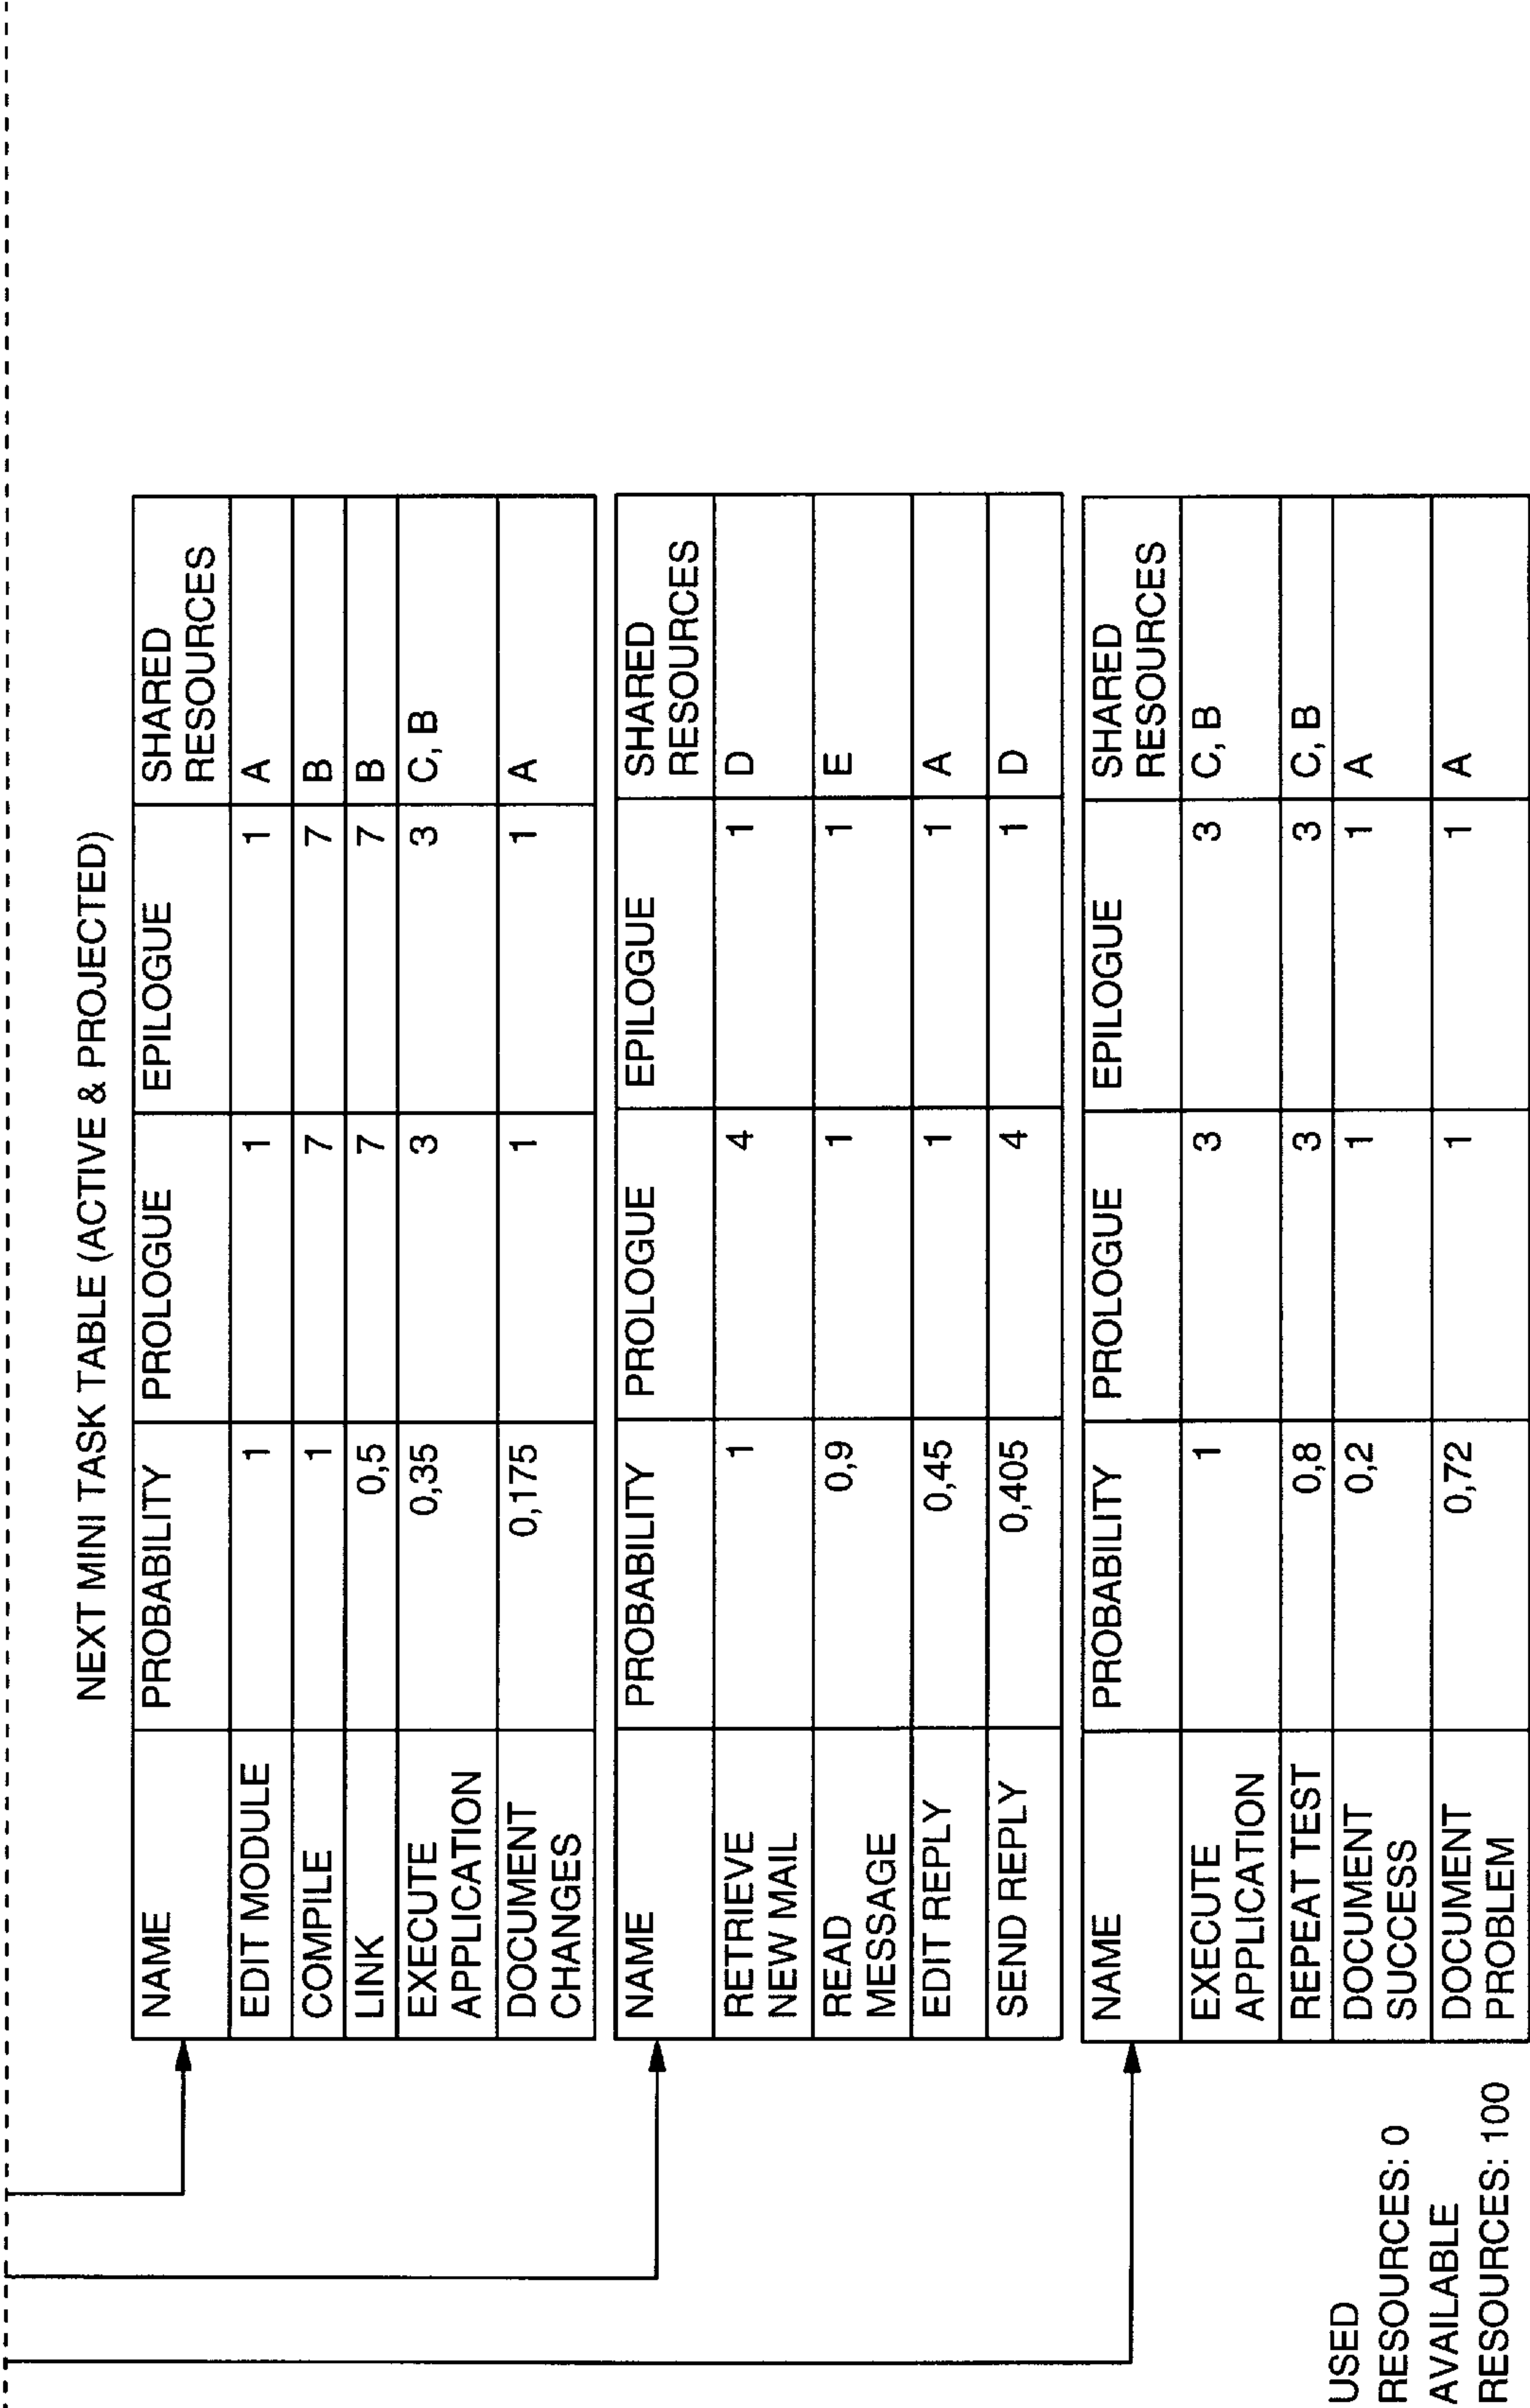 NEXT MINI TASK TABLE (ACTIVE & PROJECTED)
NAME PROBABILITY PROLOGUE EPILOGUE SHARED
RESOURCES
EDIT MODULE 1 1 1 A
COMPILE 1 7 7 B
LINK 0,5 7 7 B
EXECUTE 0,35 3 3 C, B
APPLICATION
DOCUMENT 0,175 1 1 A
CHANGES
NAME PROBABILITY PROLOGUE EPILOGUE SHARED
RESOURCES
RETRIEVE 1 4 1 D
NEW MAIL
READ 0,9 1 1 E
MESSAGE
EDIT REPLY 0,45 1 1 A
SEND REPLY 0,405 4 1 D
NAME PROBABILITY PROLOGUE EPILOGUE SHARED
RESOURCES
EXECUTE 1 3 3 C, B
APPLICATION
REPEAT TEST 0,8 3 3 C, B
DOCUMENT 0,2 1 1 A
SUCCESS
DOCUMENT 0,72 1 1 A
PROBLEM
USED
RESOURCES: 0
AVAILABLE
RESOURCES: 100